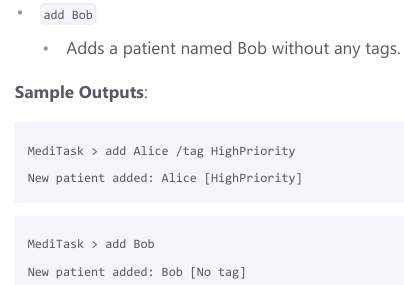 • add Bob
• Adds a patient named Bob without any tags.
Sample Outputs:
MediTask > add Alice /tag HighPriority
New patient added: Alice [HighPriority]
MediTask > add Bob
New patient added: Bob [No tag]